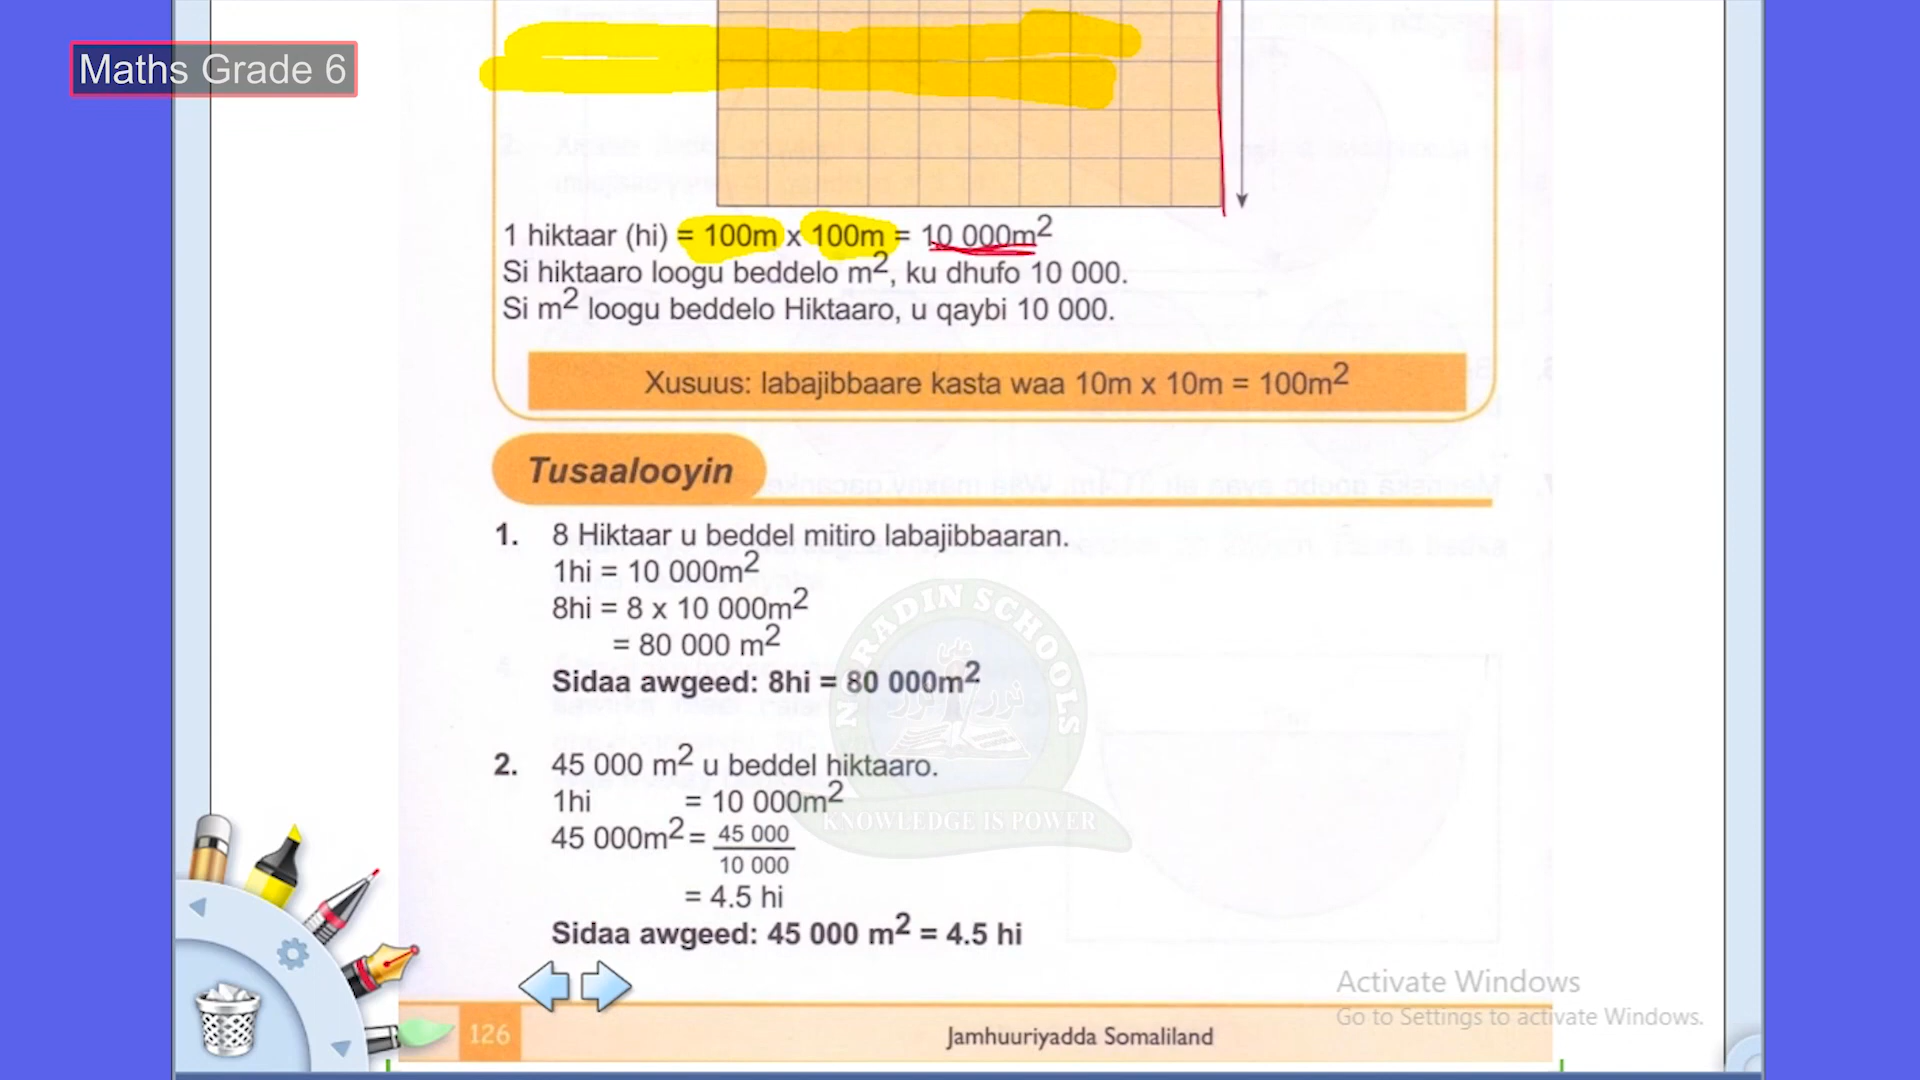 Maths Grade 6
1 hiktaar (hi) = 100m x 100m = 10 000m²
Si hiktaaro loogu beddelo m², ku dhufo 10 000.
Si m² loogu beddelo Hiktaaro, u qaybi 10 000.
Xusuus: labajibbaare kasta waa 10m x 10m = 100m²
Tusaalooyin
1. 8 Hiktaar u beddel mitiro labajibbaaran.
1hi = 10 000m²
8hi = 8 x 10 000m²
= 80 000 m²
Sidaa awgeed: 8hi = 80 000m²
2. 45 000 m² u beddel hiktaaro.
1hi = 10 000m²
45 000m² = 45 000
10 000
= 4.5 hi
Sidaa awgeed: 45 000 m² = 4.5 hi
NORADIN SCHOOLS
KNOWLEDGE IS POWER
Activate Windows
Go to Settings to activate Windows.
126
Jamhuuriyadda Somaliland